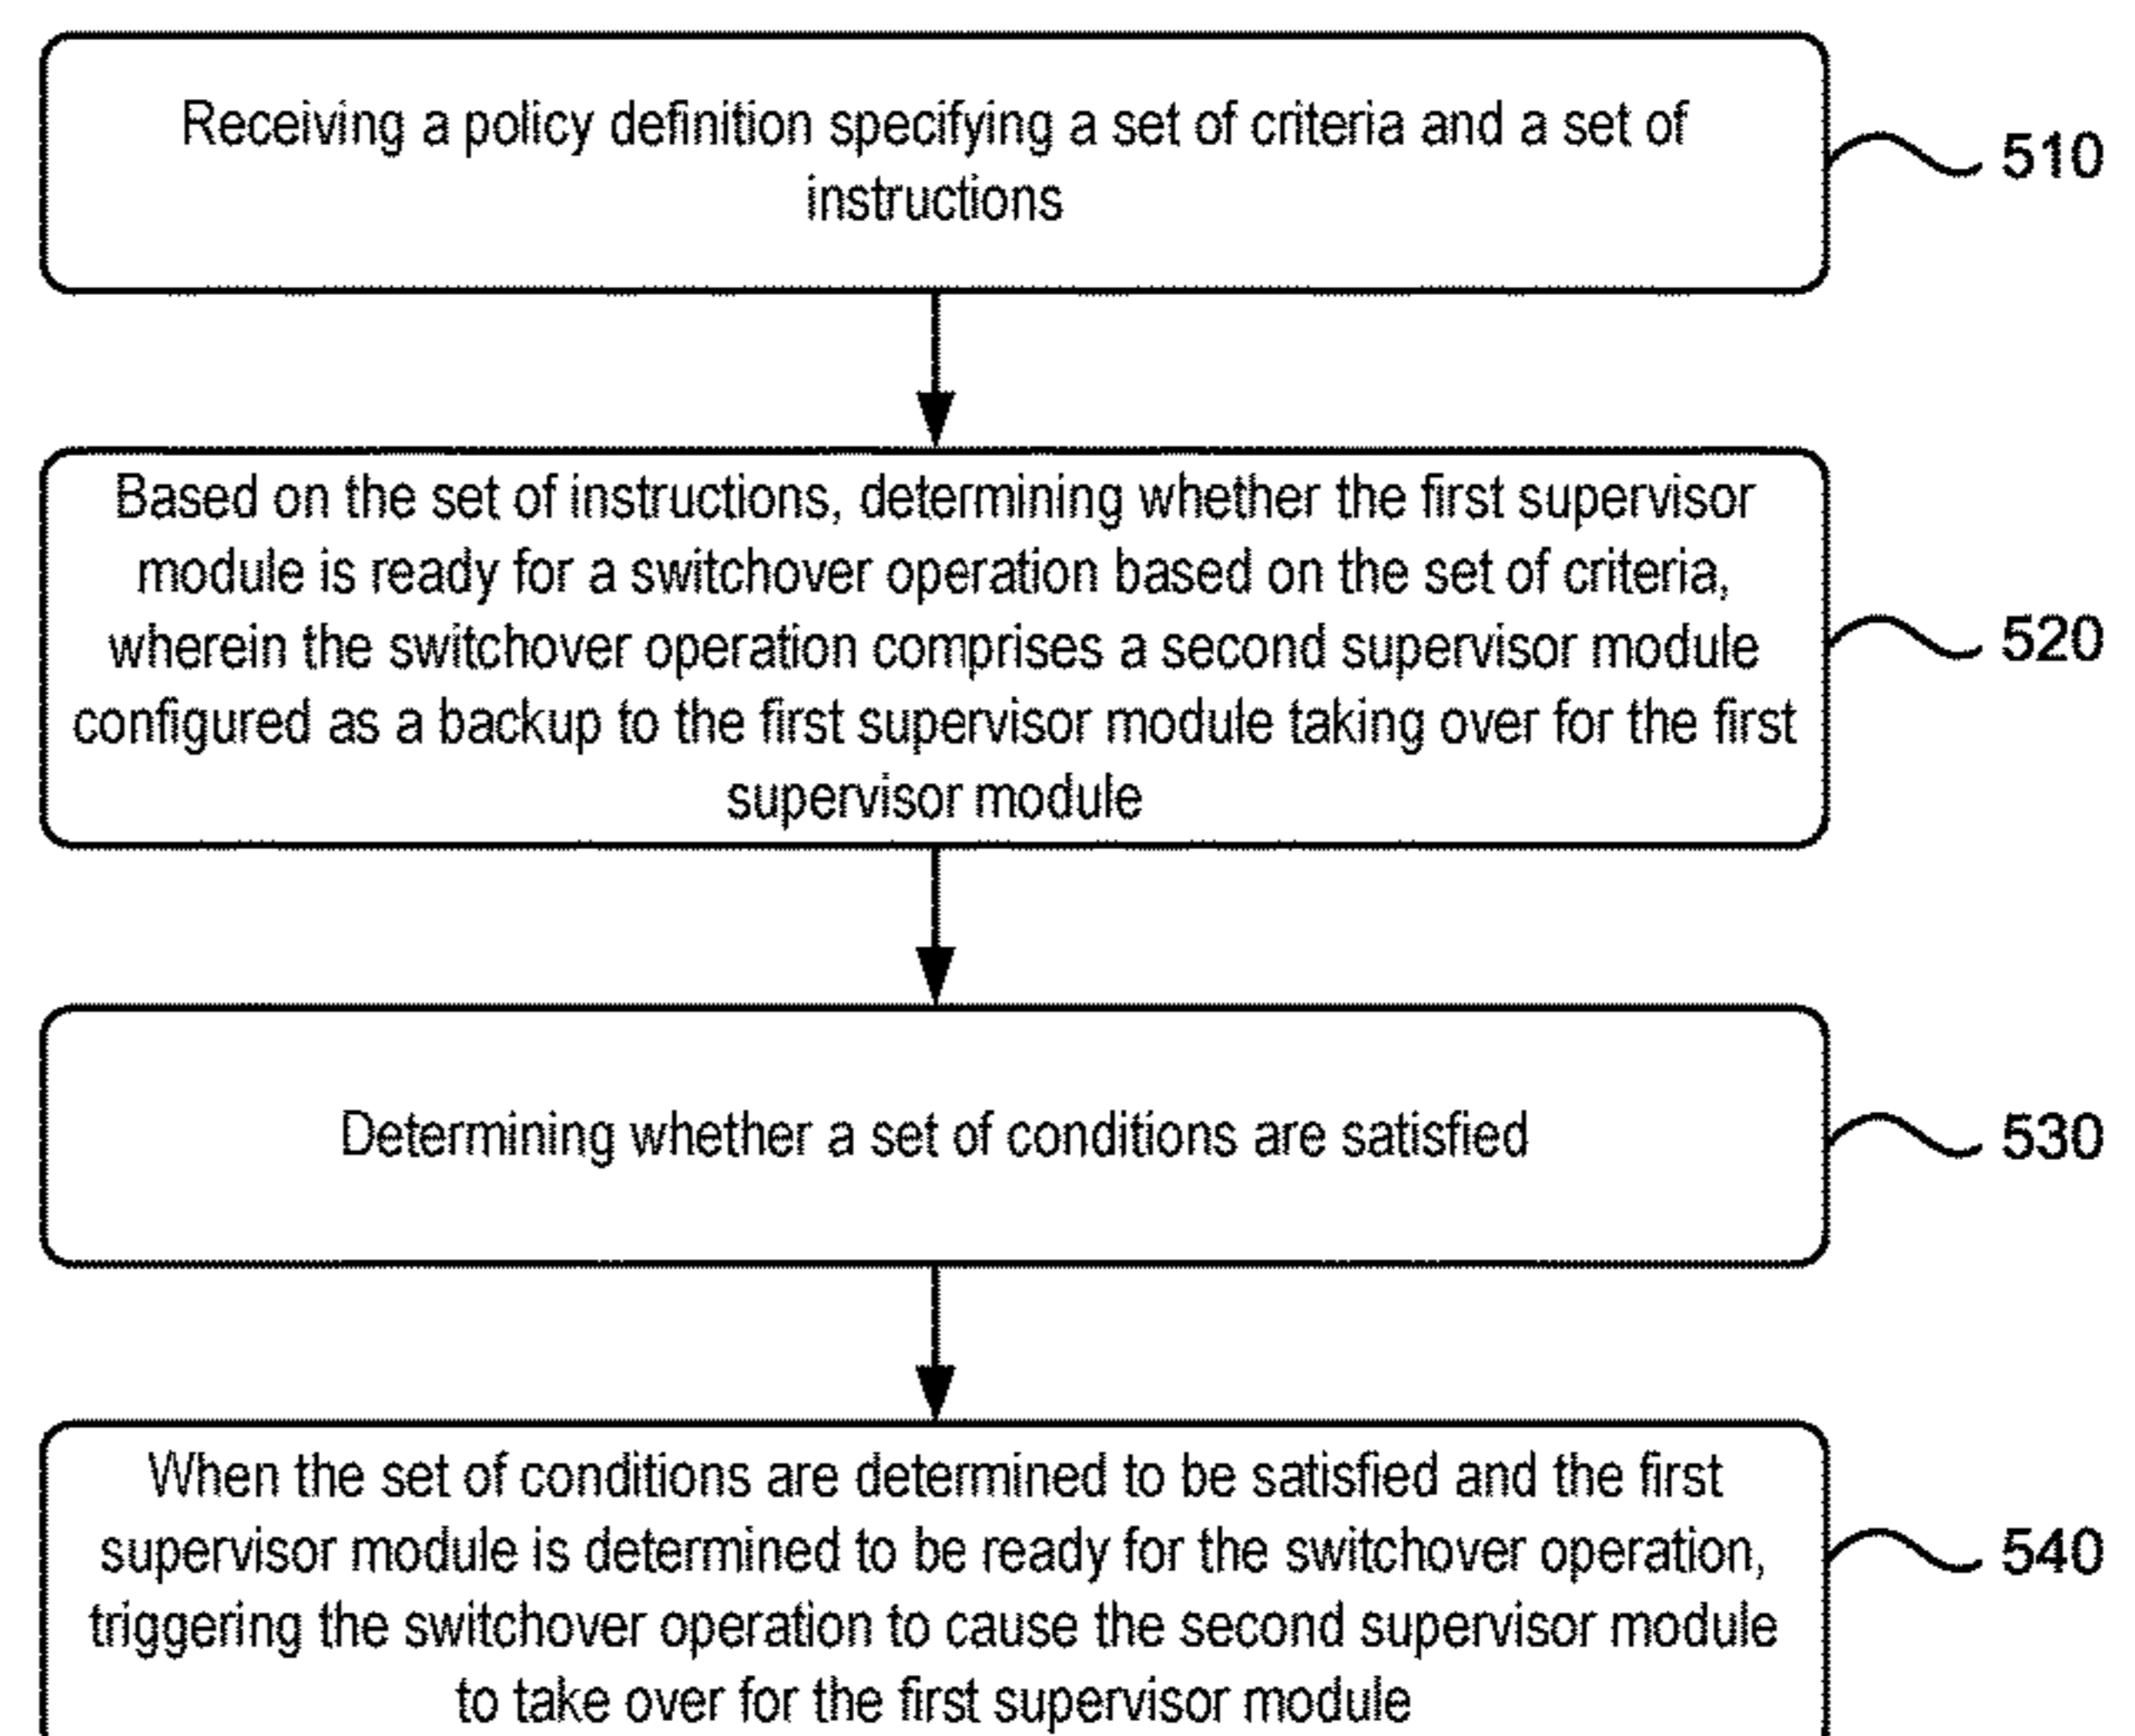 Receiving a policy definition specifying a set of criteria and a set of
instructions
510
Based on the set of instructions, determining whether the first supervisor
module is ready for a switchover operation based on the set of criteria,
wherein the switchover operation comprises a second supervisor module
configured as a backup to the first supervisor module taking over for the first
supervisor module
520
Determining whether a set of conditions are satisfied
530
When the set of conditions are determined to be satisfied and the first
supervisor module is determined to be ready for the switchover operation,
triggering the switchover operation to cause the second supervisor module
to take over for the first supervisor module
540